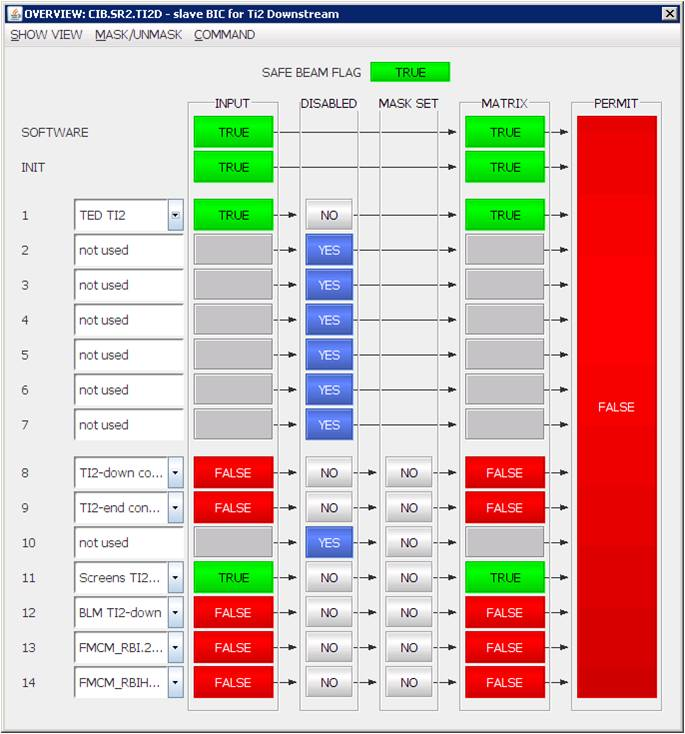 OVERVIEW: CIB.SR2.TI2D - slave BIC for Ti2 Downstream
SHOW VIEW MASK/UNMASK COMMAND
SAFE BEAM FLAG TRUE
INPUT DISABLED MASK SET MATRIX PERMIT
SOFTWARE TRUE TRUE
INIT TRUE TRUE
1 TED TI2 TRUE NO TRUE
2 not used YES
3 not used YES
4 not used YES
5 not used YES
6 not used YES
7 not used YES
FALSE
8 TI2-down co... FALSE NO NO FALSE
9 TI2-end con... FALSE NO NO FALSE
10 not used YES NO
11 Screens TI2... TRUE NO NO TRUE
12 BLM TI2-down FALSE NO NO FALSE
13 FMCM_RBI.2... FALSE NO NO FALSE
14 FMCM_RBIH... FALSE NO NO FALSE